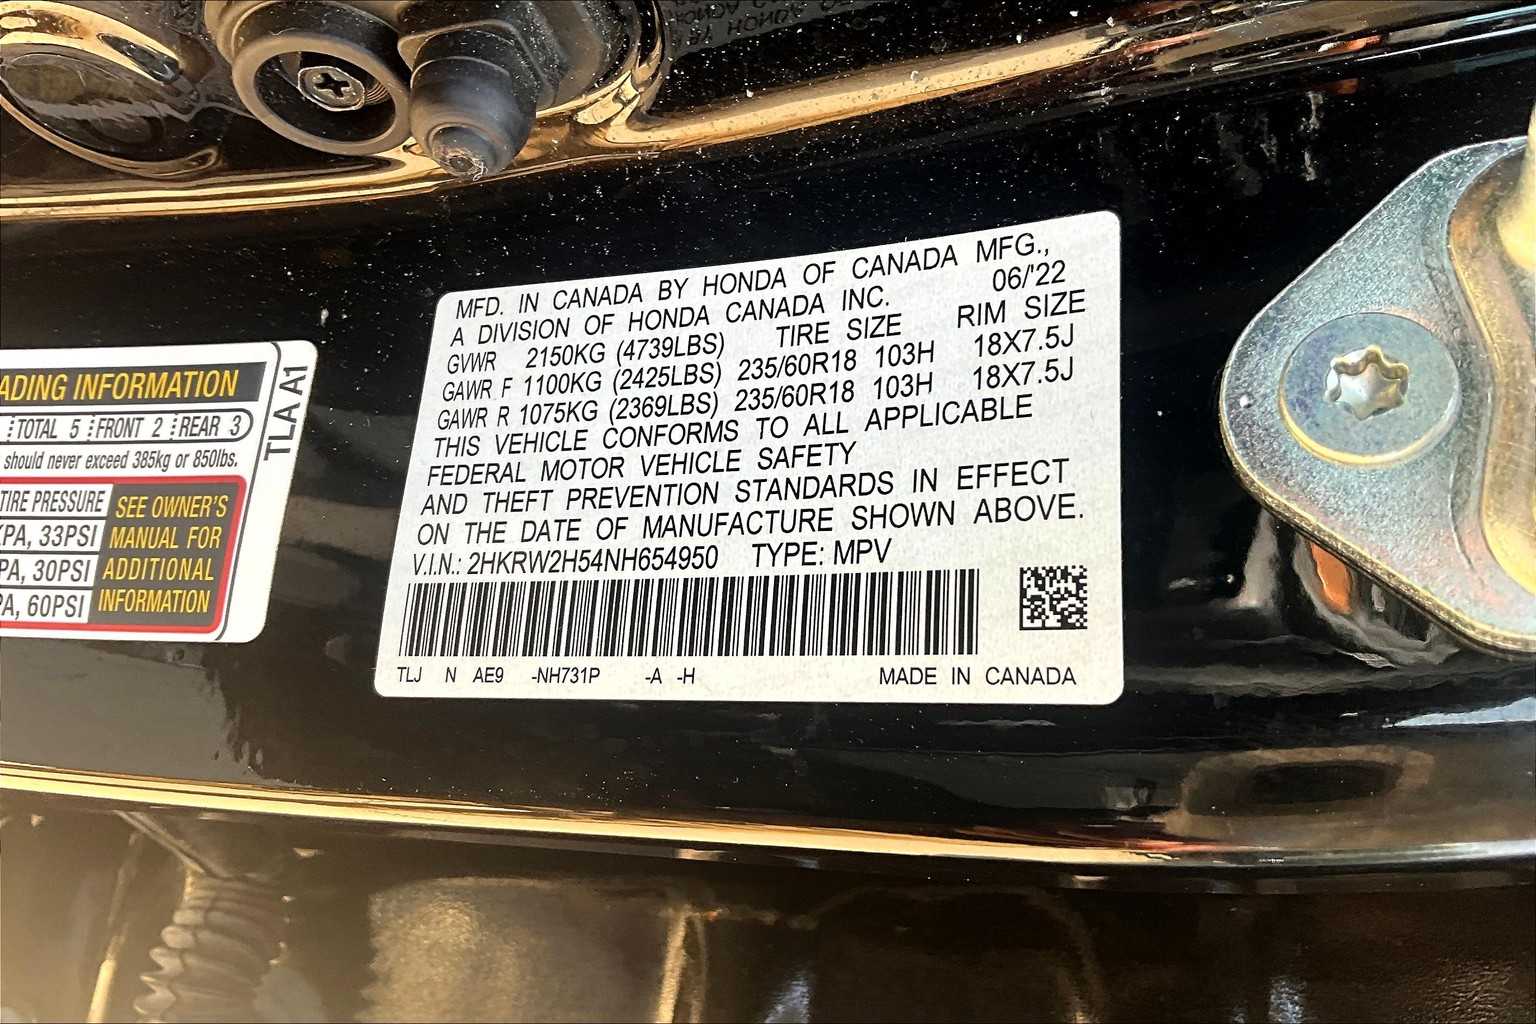 MFD. IN CANADA BY HONDA OF CANADA MFG.,
A DIVISION OF HONDA CANADA INC. 06/'22
GVWR 2150KG (4739LBS) TIRE SIZE RIM SIZE
GAWR F 1100KG (2425LBS) 235/60R18 103H 18X7.5J
GAWR R 1075KG (2369LBS) 235/60R18 103H 18X7.5J
THIS VEHICLE CONFORMS TO ALL APPLICABLE
FEDERAL MOTOR VEHICLE SAFETY
AND THEFT PREVENTION STANDARDS IN EFFECT
ON THE DATE OF MANUFACTURE SHOWN ABOVE.
V.I.N.: 2HKRW2H54NH654950 TYPE: MPV
TLJ N AE9 -NH731P -A -H MADE IN CANADA
ADING INFORMATION
TOTAL 5 FRONT 2 REAR 3
should never exceed 385kg or 850lbs.
TIRE PRESSURE
KPA, 33PSI
PA, 30PSI
PA, 60PSI
SEE OWNER'S
MANUAL FOR
ADDITIONAL
INFORMATION
TLA A1